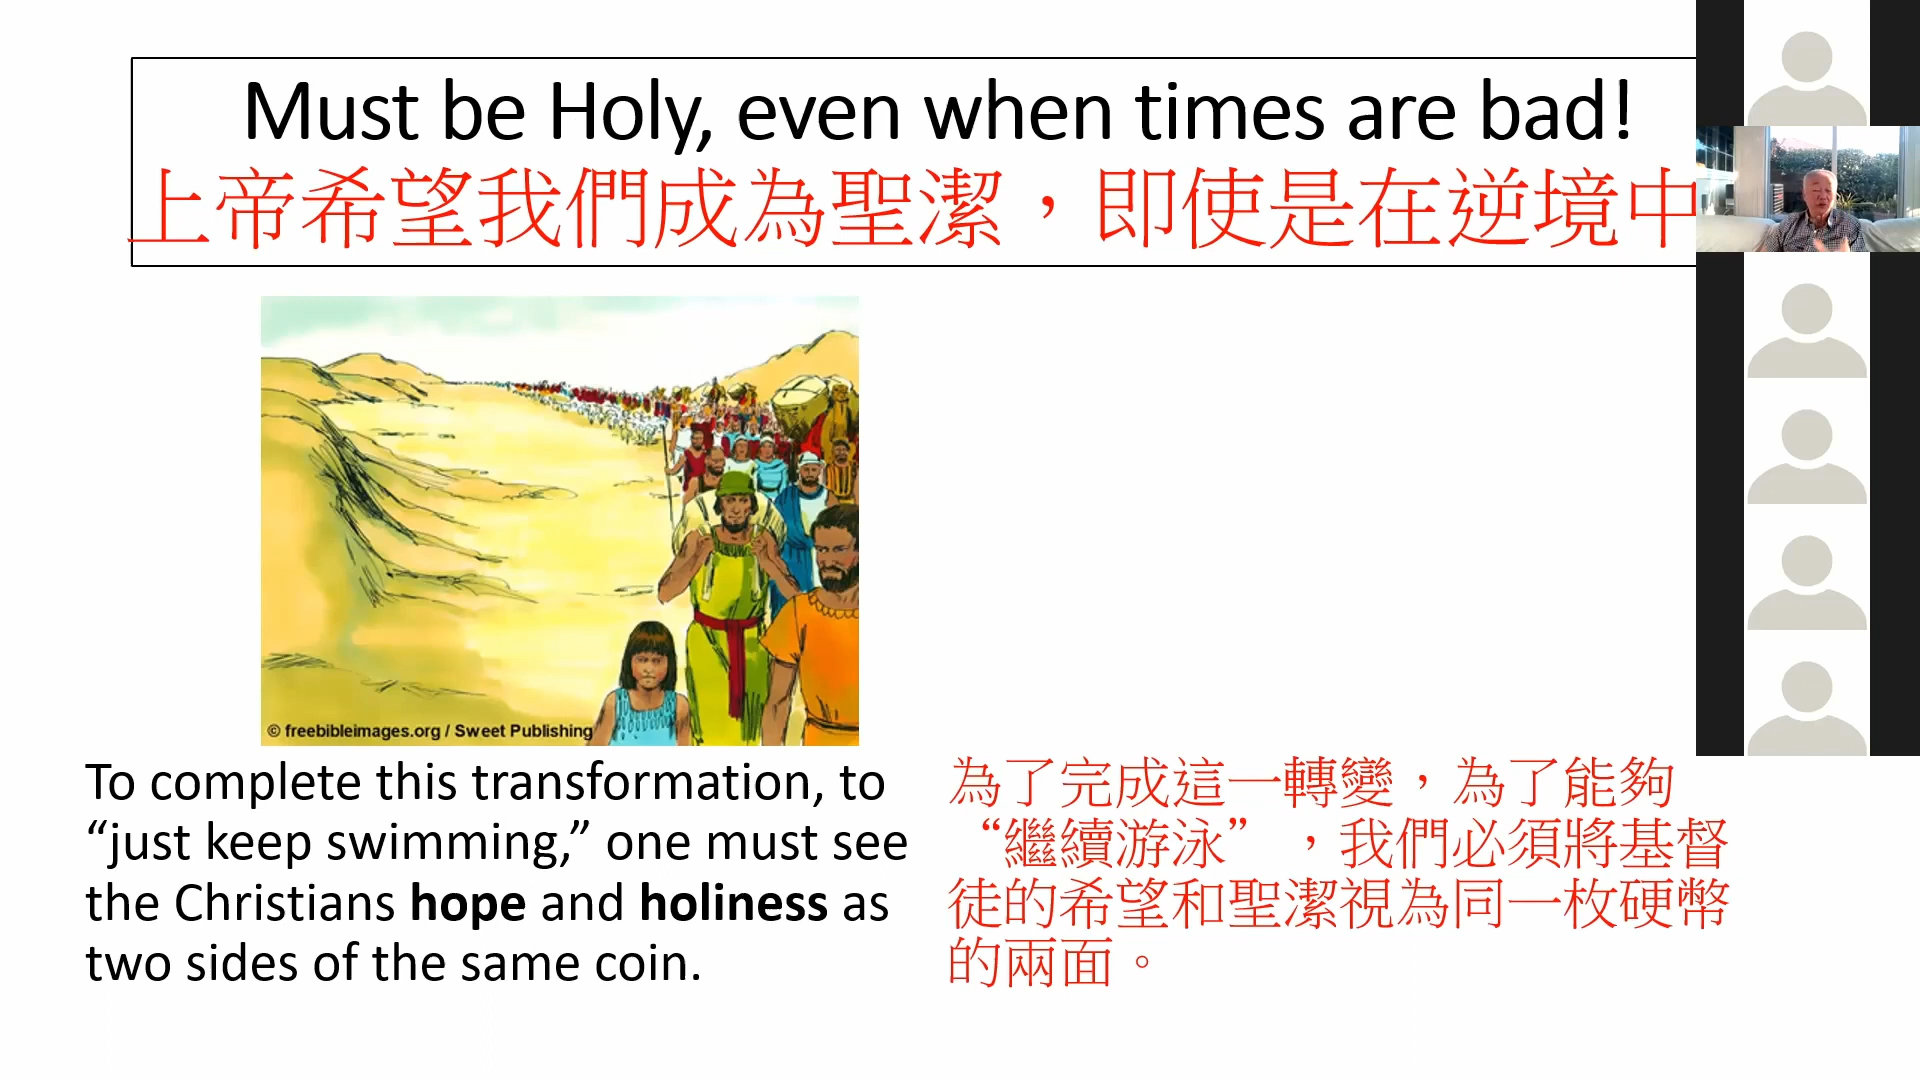 Must be Holy, even when times are bad!
上帝希望我們成為聖潔，即使是在逆境中
© freebibleimages.org / Sweet Publishing
To complete this transformation, to
“just keep swimming,” one must see
the Christians hope and holiness as
two sides of the same coin.
為了完成這一轉變，為了能夠
“繼續游泳”，我們必須將基督
徒的希望和聖潔視為同一枚硬幣
的兩面。